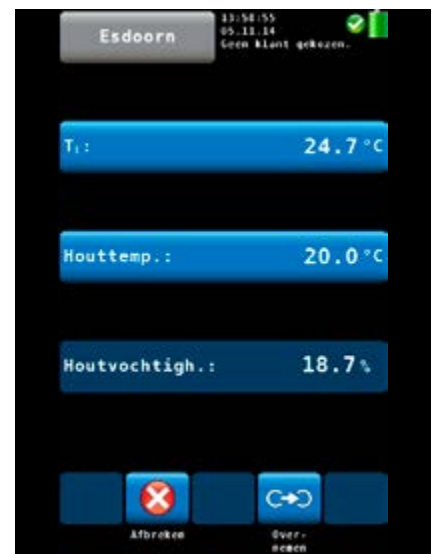 Esdoorn
13:58:55
05.11.14
Geen klant gekozen.
T₁: 24.7 °C
Houttemp.: 20.0 °C
Houtvochtigh.: 18.7 %
Afbreken
Over-
nemen